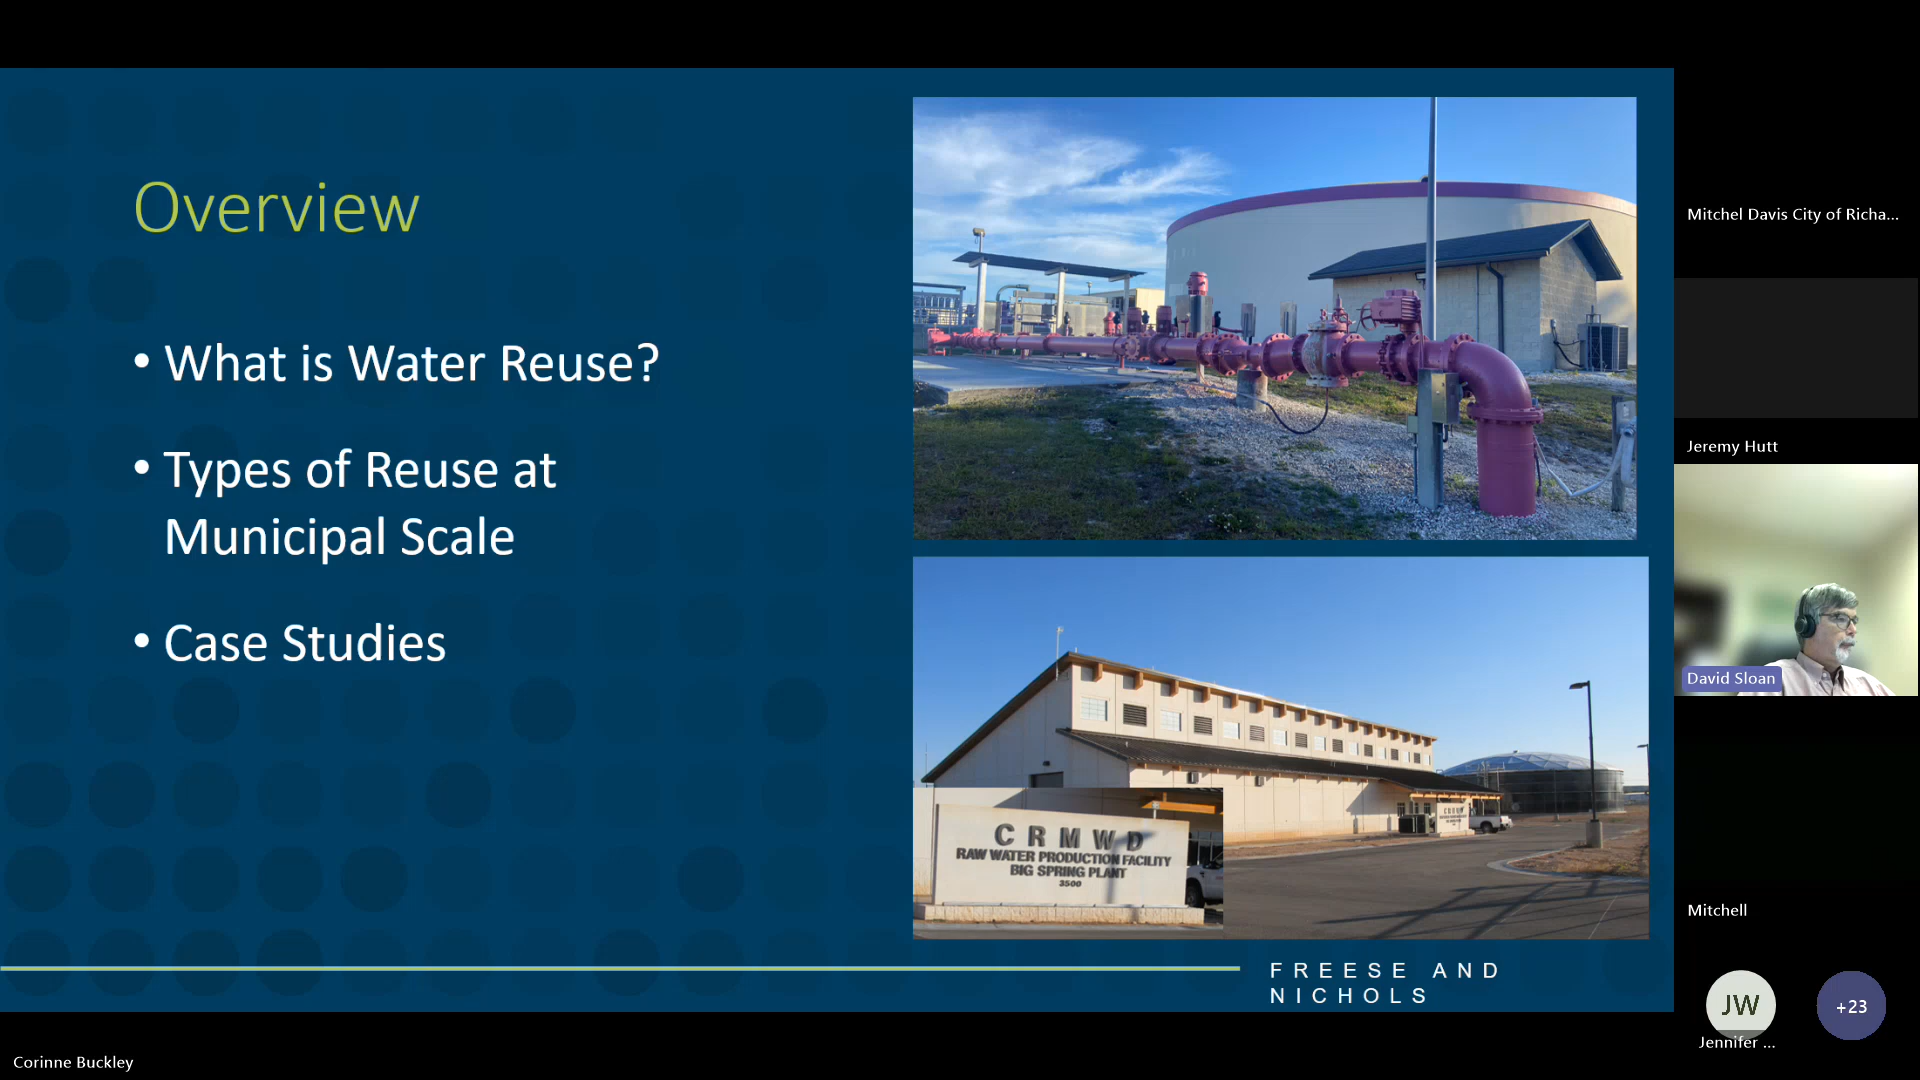 Overview
• What is Water Reuse?
• Types of Reuse at
Municipal Scale
• Case Studies
C R M W D
RAW WATER PRODUCTION FACILITY
BIG SPRING PLANT
3500
C R M W D
FREESE AND
NICHOLS
Mitchel Davis City of Richa...
Jeremy Hutt
David Sloan
Mitchell
JW
Jennifer ...
+23
Corinne Buckley